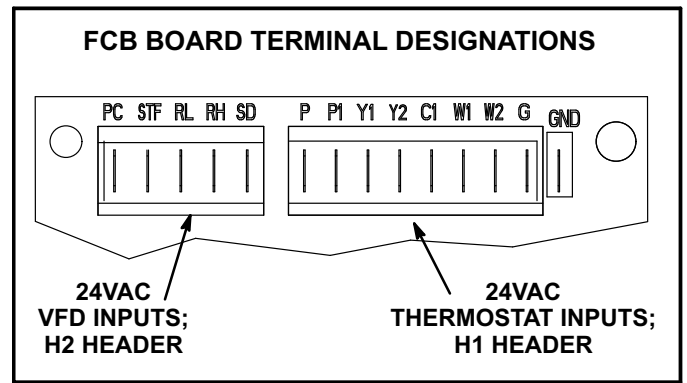 FCB BOARD TERMINAL DESIGNATIONS
PC STF RL RH SD P P1 Y1 Y2 C1 W1 W2 G GND
24VAC
VFD INPUTS;
H2 HEADER
24VAC
THERMOSTAT INPUTS;
H1 HEADER